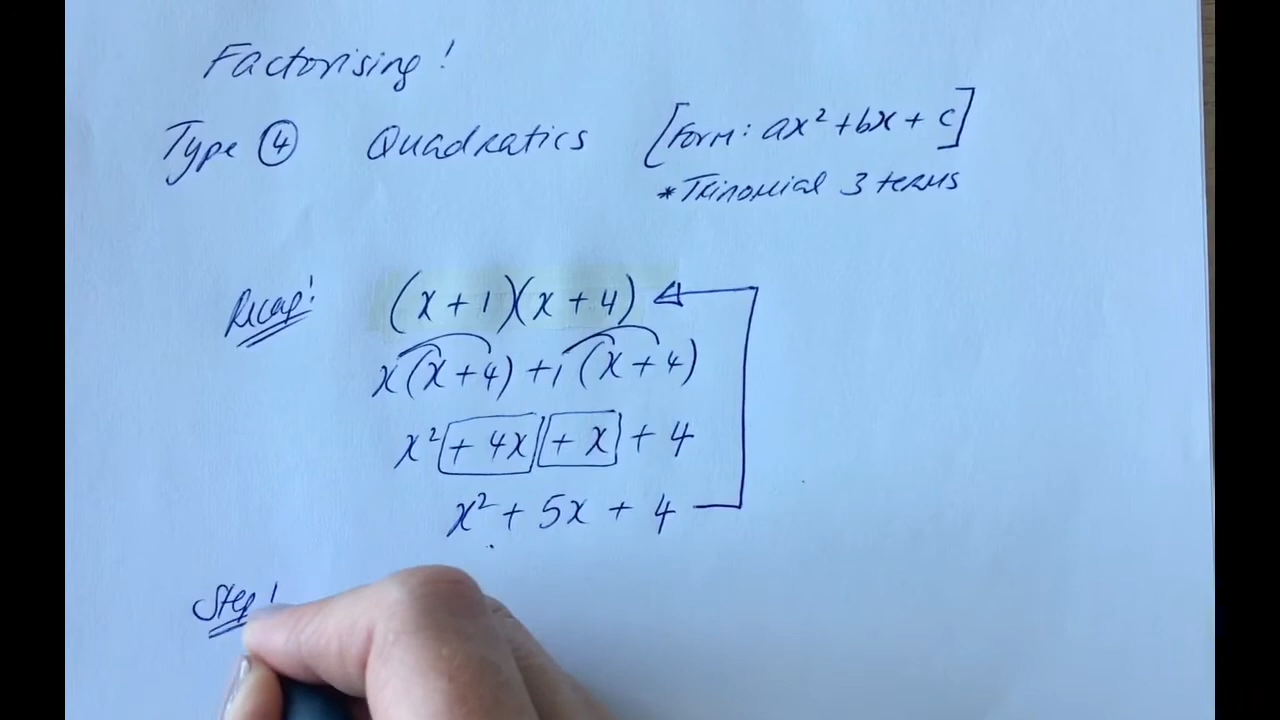 Factorising!
Type ④ Quadratics [Form: ax² + bx + c]
* Trinomial 3 terms
Recap! (x + 1)(x + 4)
x(x + 4) + 1(x + 4)
x² + 4x + x + 4
x² + 5x + 4
Step!